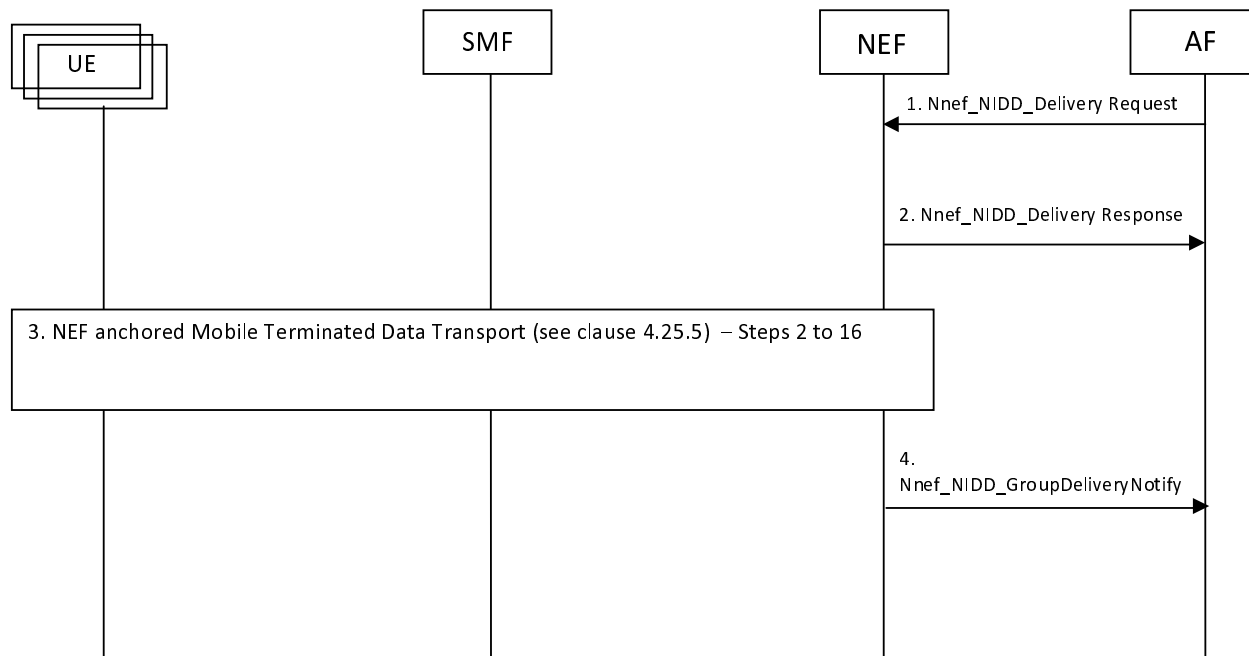 UE
SMF
NEF
AF
1. Nnef_NIDD_Delivery Request
2. Nnef_NIDD_Delivery Response
3. NEF anchored Mobile Terminated Data Transport (see clause 4.25.5) – Steps 2 to 16
4.
Nnef_NIDD_GroupDeliveryNotify